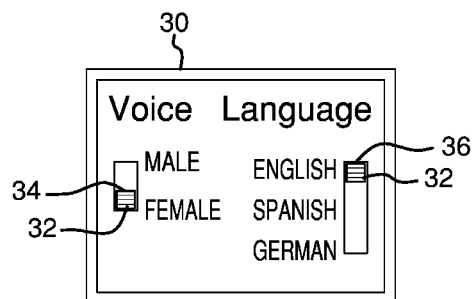 30
Voice Language
MALE
ENGLISH
36
34
32
FEMALE
SPANISH
32
GERMAN